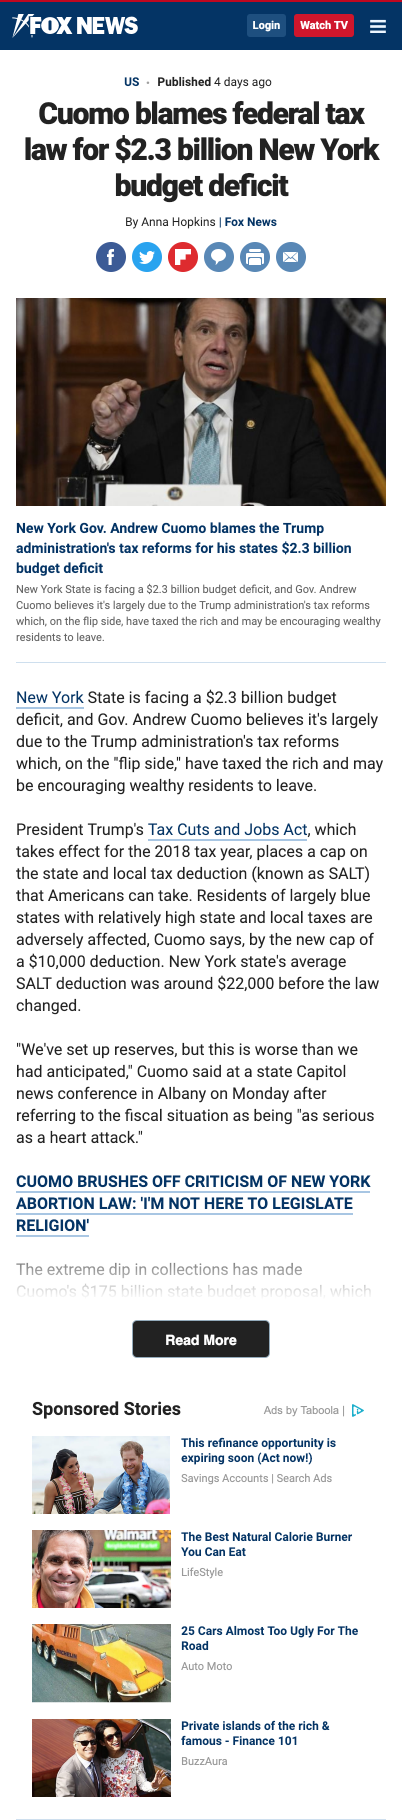 FOX NEWS
Login
Watch TV
US - Published 4 days ago
Cuomo blames federal tax
law for $2.3 billion New York
budget deficit
By Anna Hopkins | Fox News
New York Gov. Andrew Cuomo blames the Trump
administration's tax reforms for his states $2.3 billion
budget deficit
New York State is facing a $2.3 billion budget deficit, and Gov. Andrew
Cuomo believes it's largely due to the Trump administration's tax reforms
which, on the flip side, have taxed the rich and may be encouraging wealthy
residents to leave.
New York State is facing a $2.3 billion budget
deficit, and Gov. Andrew Cuomo believes it's largely
due to the Trump administration's tax reforms
which, on the "flip side," have taxed the rich and may
be encouraging wealthy residents to leave.
President Trump's Tax Cuts and Jobs Act, which
takes effect for the 2018 tax year, places a cap on
the state and local tax deduction (known as SALT)
that Americans can take. Residents of largely blue
states with relatively high state and local taxes are
adversely affected, Cuomo says, by the new cap of
a $10,000 deduction. New York state's average
SALT deduction was around $22,000 before the law
changed.
"We've set up reserves, but this is worse than we
had anticipated," Cuomo said at a state Capitol
news conference in Albany on Monday after
referring to the fiscal situation as being "as serious
as a heart attack."
CUOMO BRUSHES OFF CRITICISM OF NEW YORK
ABORTION LAW: 'I'M NOT HERE TO LEGISLATE
RELIGION'
The extreme dip in collections has made
Cuomo's $175 billion state budget proposal, which
Read More
Sponsored Stories
Ads by Taboola |
This refinance opportunity is
expiring soon (Act now!)
Savings Accounts | Search Ads
Walmart
The Best Natural Calorie Burner
You Can Eat
LifeStyle
MICHELIN
25 Cars Almost Too Ugly For The
Road
Auto Moto
Private islands of the rich &
famous - Finance 101
BuzzAura